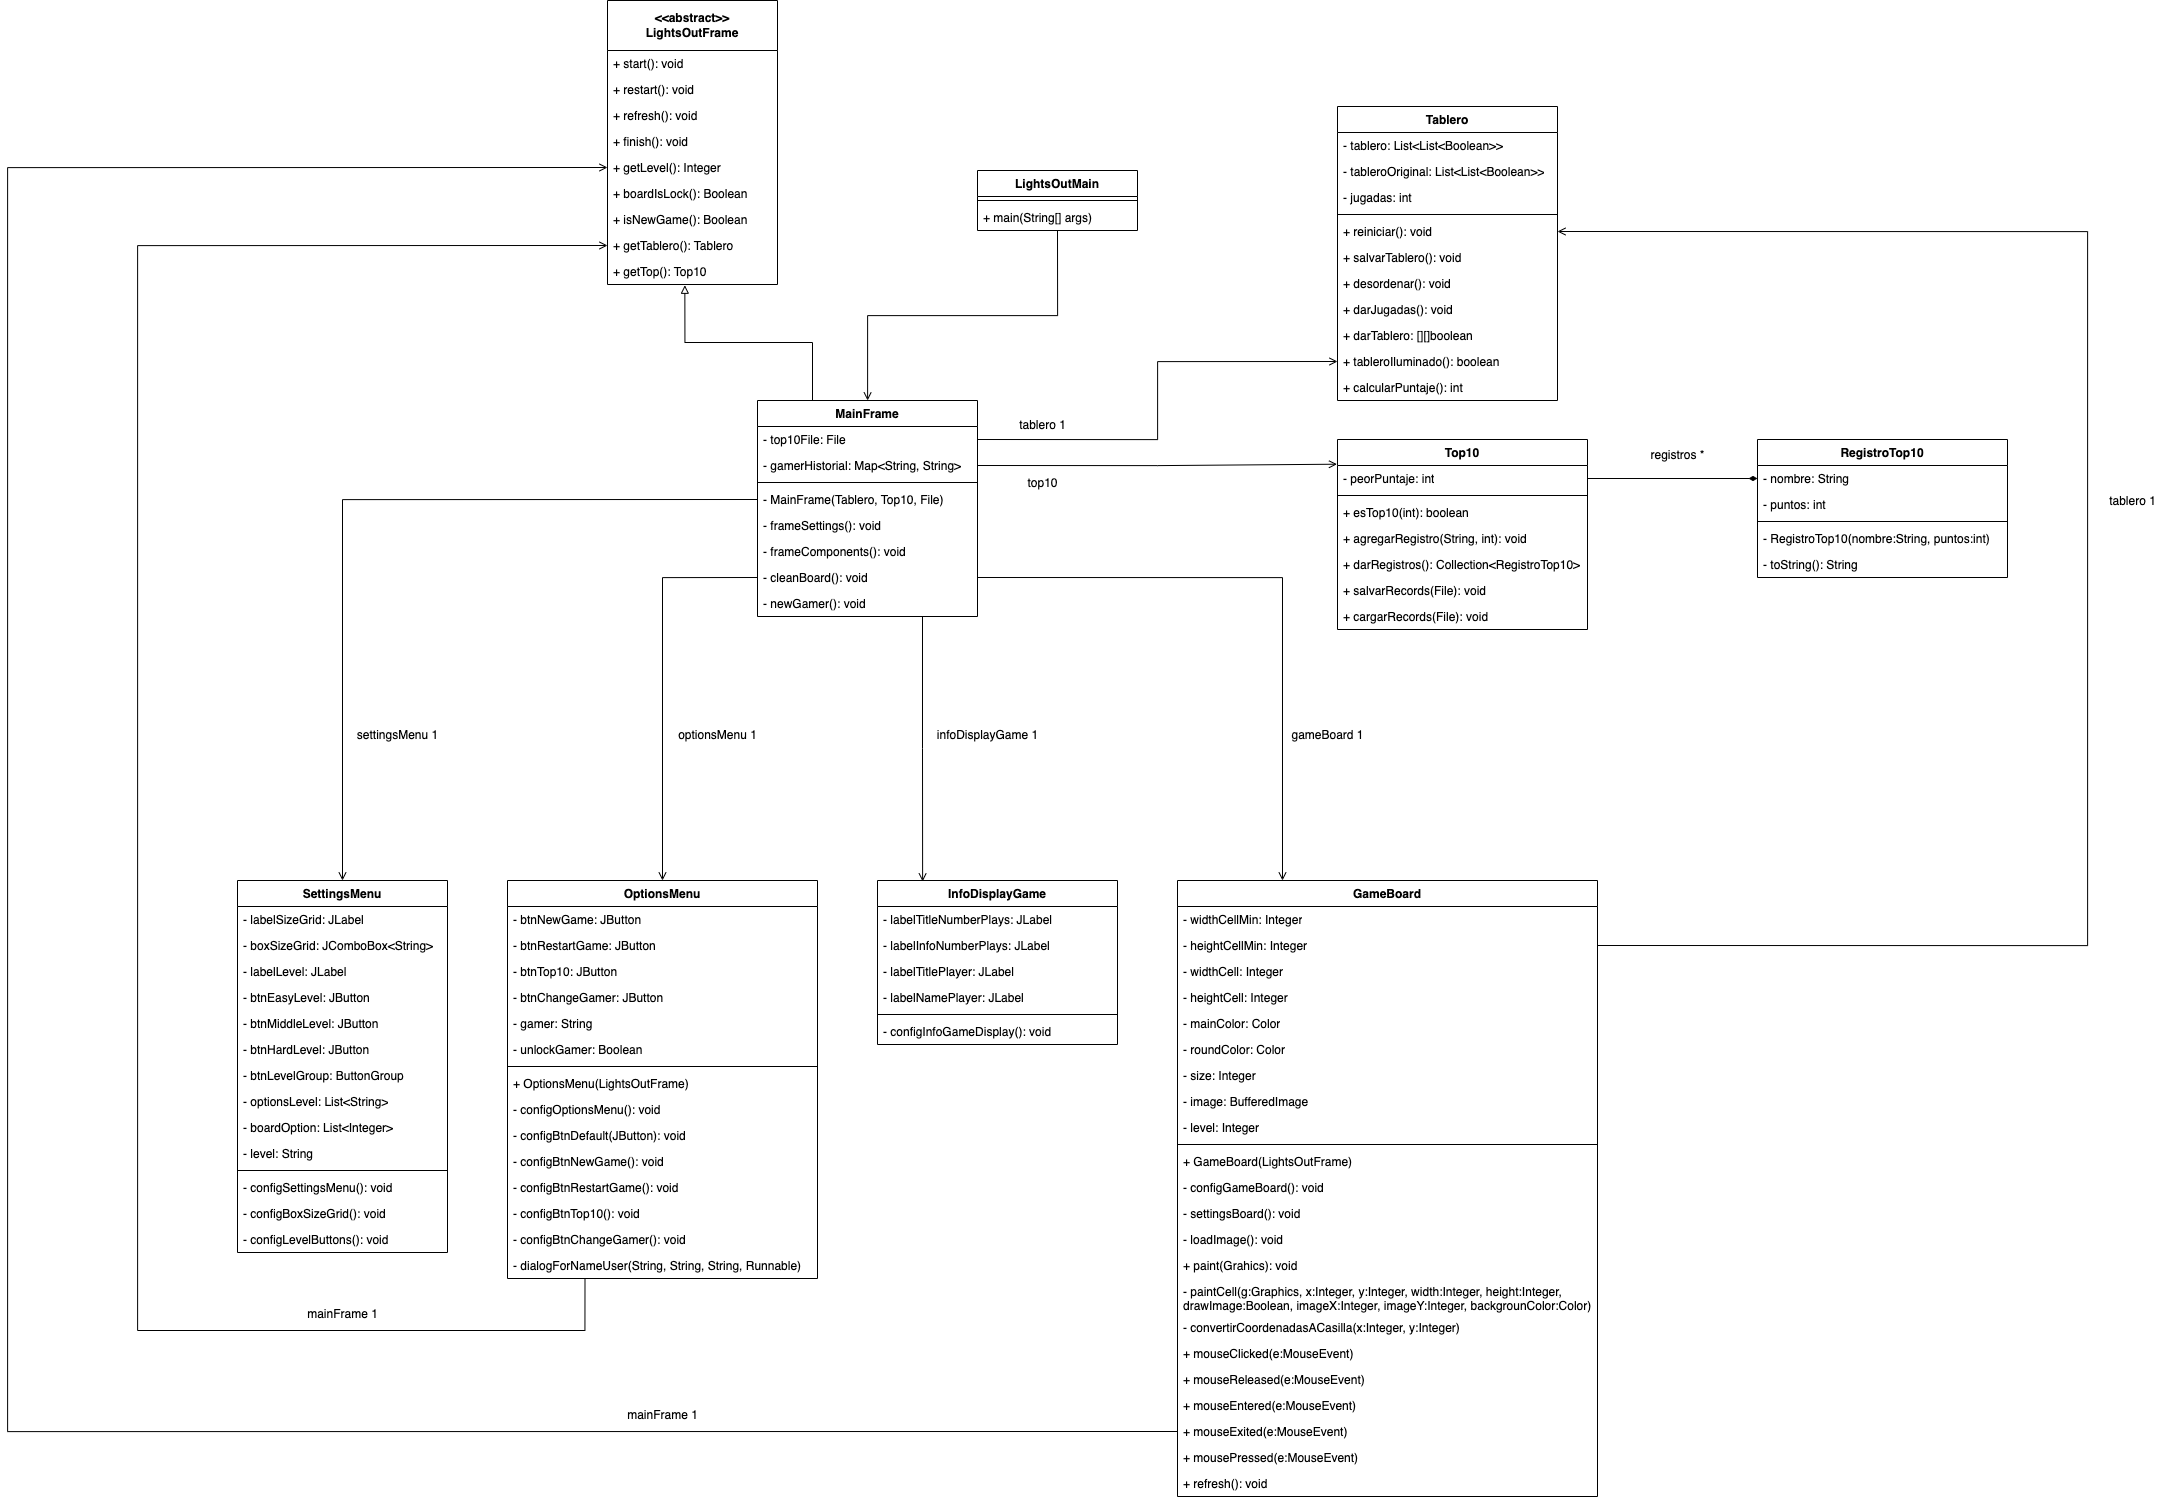 <<abstract>>
LightsOutFrame
+ start(): void
+ restart(): void
+ refresh(): void
+ finish(): void
+ getLevel(): Integer
+ boardIsLock(): Boolean
+ isNewGame(): Boolean
+ getTablero(): Tablero
+ getTop(): Top10
LightsOutMain
+ main(String[] args)
Tablero
- tablero: List<List<Boolean>>
- tableroOriginal: List<List<Boolean>>
- jugadas: int
+ reiniciar(): void
+ salvarTablero(): void
+ desordenar(): void
+ darJugadas(): void
+ darTablero: [][]boolean
+ tableroIluminado(): boolean
+ calcularPuntaje(): int
MainFrame
- top10File: File
- gamerHistorial: Map<String, String>
- MainFrame(Tablero, Top10, File)
- frameSettings(): void
- frameComponents(): void
- cleanBoard(): void
- newGamer(): void
tablero 1
top10
Top10
- peorPuntaje: int
+ esTop10(int): boolean
+ agregarRegistro(String, int): void
+ darRegistros(): Collection<RegistroTop10>
+ salvarRecords(File): void
+ cargarRecords(File): void
registros *
RegistroTop10
- nombre: String
- puntos: int
- RegistroTop10(nombre:String, puntos:int)
- toString(): String
tablero 1
settingsMenu 1
optionsMenu 1
infoDisplayGame 1
gameBoard 1
SettingsMenu
- labelSizeGrid: JLabel
- boxSizeGrid: JComboBox<String>
- labelLevel: JLabel
- btnEasyLevel: JButton
- btnMiddleLevel: JButton
- btnHardLevel: JButton
- btnLevelGroup: ButtonGroup
- optionsLevel: List<String>
- boardOption: List<Integer>
- level: String
- configSettingsMenu(): void
- configBoxSizeGrid(): void
- configLevelButtons(): void
OptionsMenu
- btnNewGame: JButton
- btnRestartGame: JButton
- btnTop10: JButton
- btnChangeGamer: JButton
- gamer: String
- unlockGamer: Boolean
+ OptionsMenu(LightsOutFrame)
- configOptionsMenu(): void
- configBtnDefault(JButton): void
- configBtnNewGame(): void
- configBtnRestartGame(): void
- configBtnTop10(): void
- configBtnChangeGamer(): void
- dialogForNameUser(String, String, String, Runnable)
InfoDisplayGame
- labelTitleNumberPlays: JLabel
- labelInfoNumberPlays: JLabel
- labelTitlePlayer: JLabel
- labelNamePlayer: JLabel
- configInfoGameDisplay(): void
GameBoard
- widthCellMin: Integer
- heightCellMin: Integer
- widthCell: Integer
- heightCell: Integer
- mainColor: Color
- roundColor: Color
- size: Integer
- image: BufferedImage
- level: Integer
+ GameBoard(LightsOutFrame)
- configGameBoard(): void
- settingsBoard(): void
- loadImage(): void
+ paint(Grahics): void
- paintCell(g:Graphics, x:Integer, y:Integer, width:Integer, height:Integer,
drawImage:Boolean, imageX:Integer, imageY:Integer, backgrounColor:Color)
- convertirCoordenadasACasilla(x:Integer, y:Integer)
+ mouseClicked(e:MouseEvent)
+ mouseReleased(e:MouseEvent)
+ mouseEntered(e:MouseEvent)
+ mouseExited(e:MouseEvent)
+ mousePressed(e:MouseEvent)
+ refresh(): void
mainFrame 1
mainFrame 1